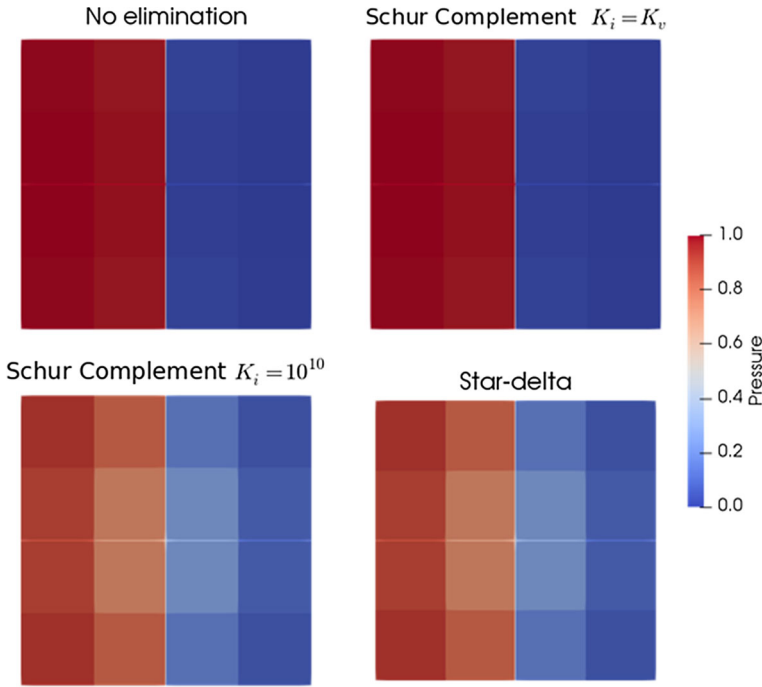 No elimination
Schur Complement K_i = K_v
1.0
0.8
0.6
0.4
0.2
0.0
Pressure
Schur Complement K_i = 10^10
Star-delta